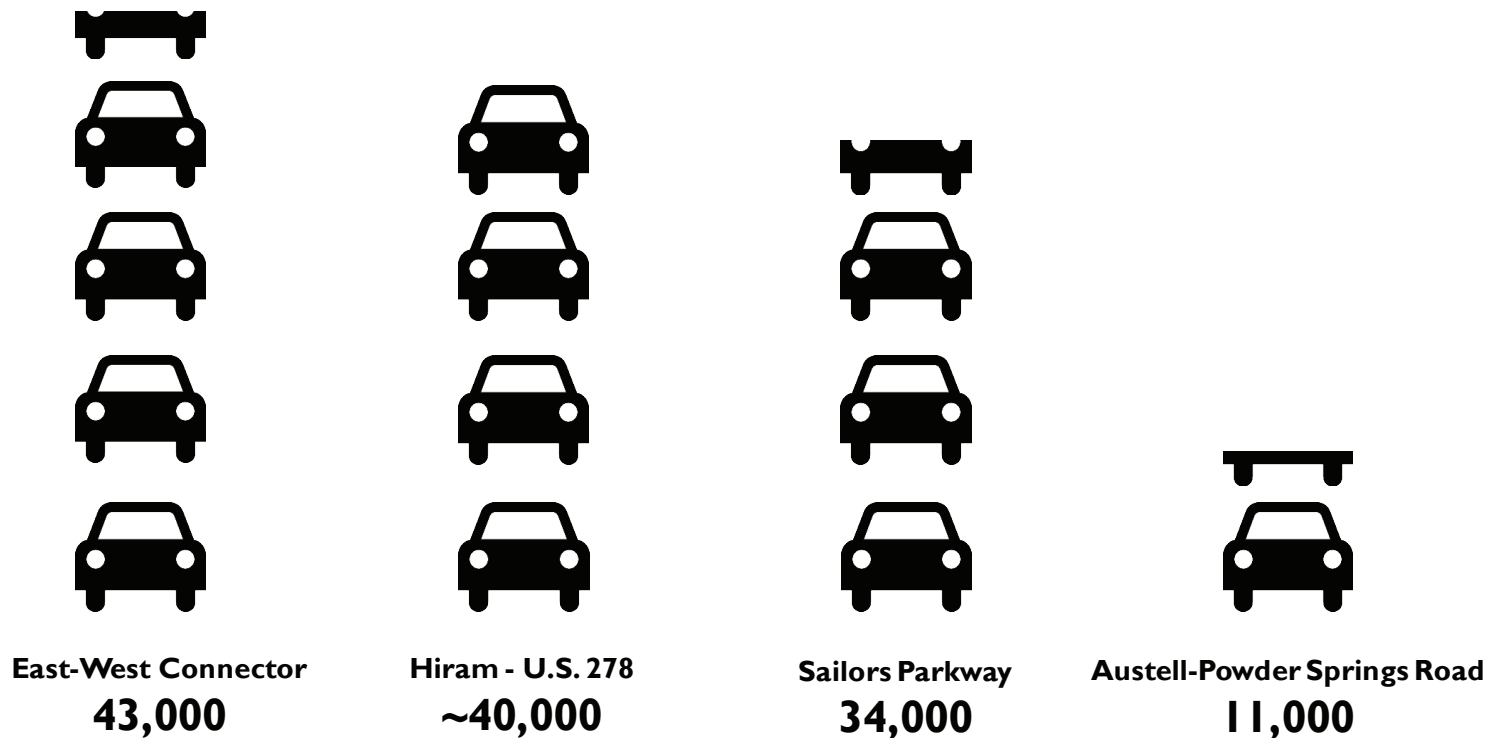 East-West Connector
43,000
Hiram - U.S. 278
~40,000
Sailors Parkway
34,000
Austell-Powder Springs Road
11,000